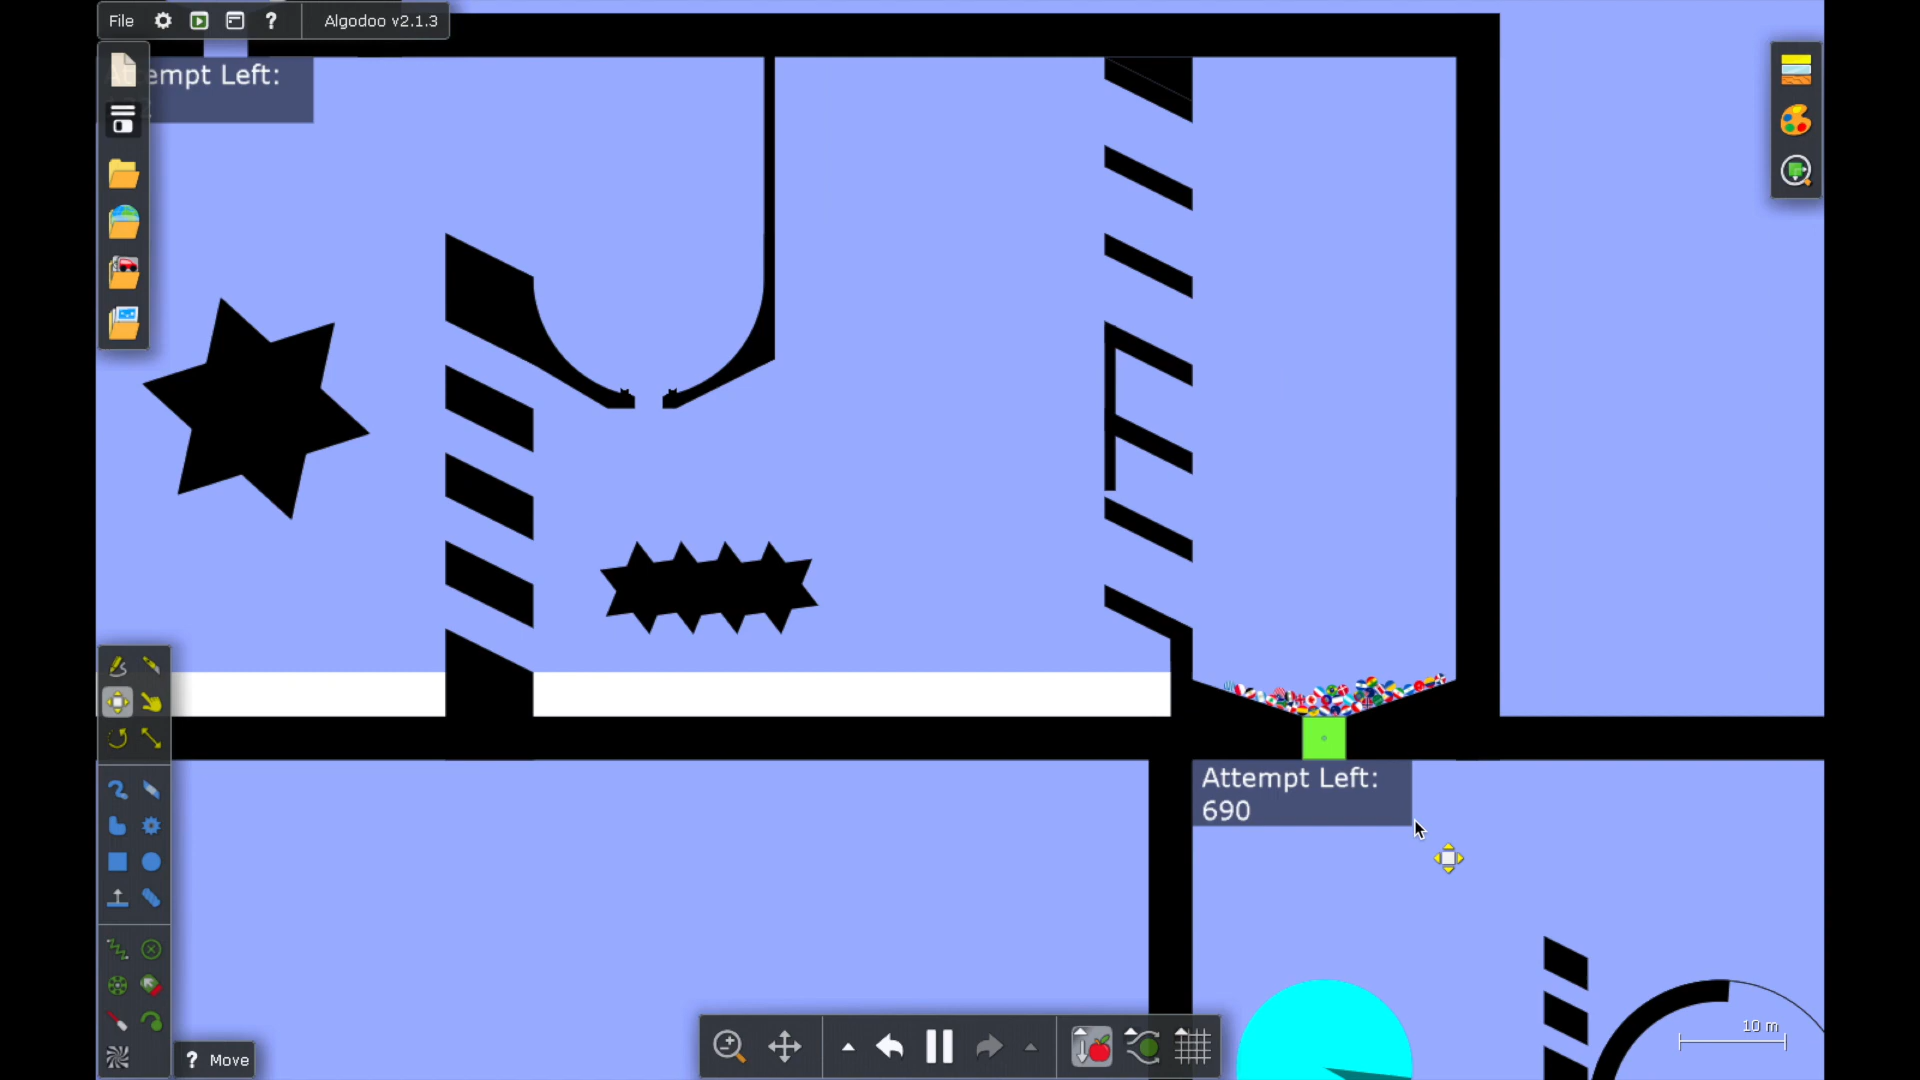 File
?
Algodoo v2.1.3
empt Left:
Attempt Left:
690
10 m
? Move